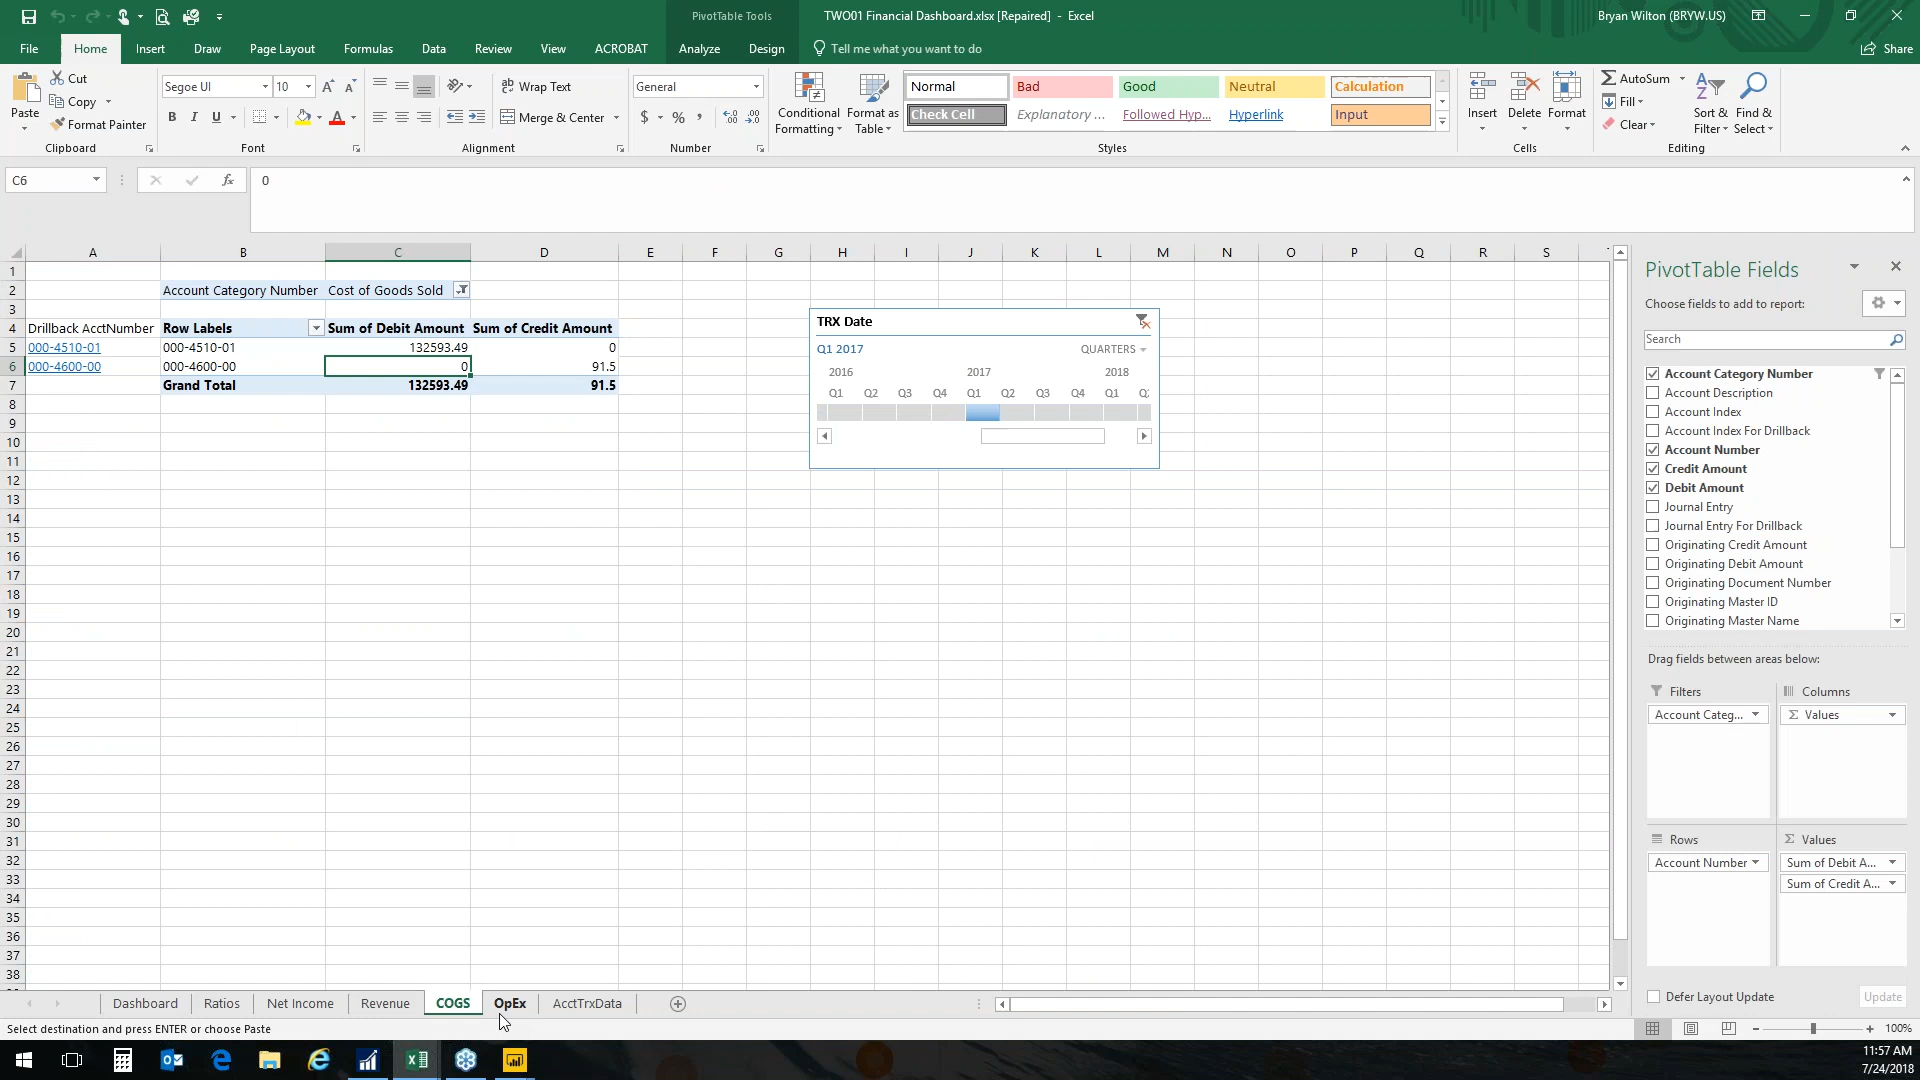 PivotTable Tools
TWO01 Financial Dashboard.xlsx [Repaired] - Excel
Bryan Wilton (BRYW.US)
File Home Insert Draw Page Layout Formulas Data Review View ACROBAT Analyze Design Tell me what you want to do Share
Paste
Cut
Copy
Format Painter
Clipboard
Segoe UI 10
B I U
Font
Wrap Text
Merge & Center
Alignment
General
$ % ,
Number
Conditional Formatting
Format as Table
Normal Bad Good Neutral Calculation
Check Cell Explanatory ... Followed Hyp... Hyperlink Input
Styles
Insert Delete Format
Cells
AutoSum
Fill
Clear
Sort & Filter
Find & Select
Editing
C6 fx 0
A B C D E F G H I J K L M N O P Q R S
1
2 Account Category Number Cost of Goods Sold
3
4 Drillback AcctNumber Row Labels Sum of Debit Amount Sum of Credit Amount
5 000-4510-01 000-4510-01 132593.49 0
6 000-4600-00 000-4600-00 0 91.5
7 Grand Total 132593.49 91.5
8
9
10
11
12
13
14
15
16
17
18
19
20
21
22
23
24
25
26
27
28
29
30
31
32
33
34
35
36
37
38
TRX Date
Q1 2017 QUARTERS
2016 2017 2018
Q1 Q2 Q3 Q4 Q1 Q2 Q3 Q4 Q1
PivotTable Fields
Choose fields to add to report:
Search
Account Category Number
Account Description
Account Index
Account Index For Drillback
Account Number
Credit Amount
Debit Amount
Journal Entry
Journal Entry For Drillback
Originating Credit Amount
Originating Debit Amount
Originating Document Number
Originating Master ID
Originating Master Name
Drag fields between areas below:
Filters
Account Categ...
Columns
Σ Values
Rows
Account Number
Σ Values
Sum of Debit A...
Sum of Credit A...
Defer Layout Update Update
Dashboard Ratios Net Income Revenue COGS OpEx AcctTrxData
Select destination and press ENTER or choose Paste
100%
11:57 AM
7/24/2018